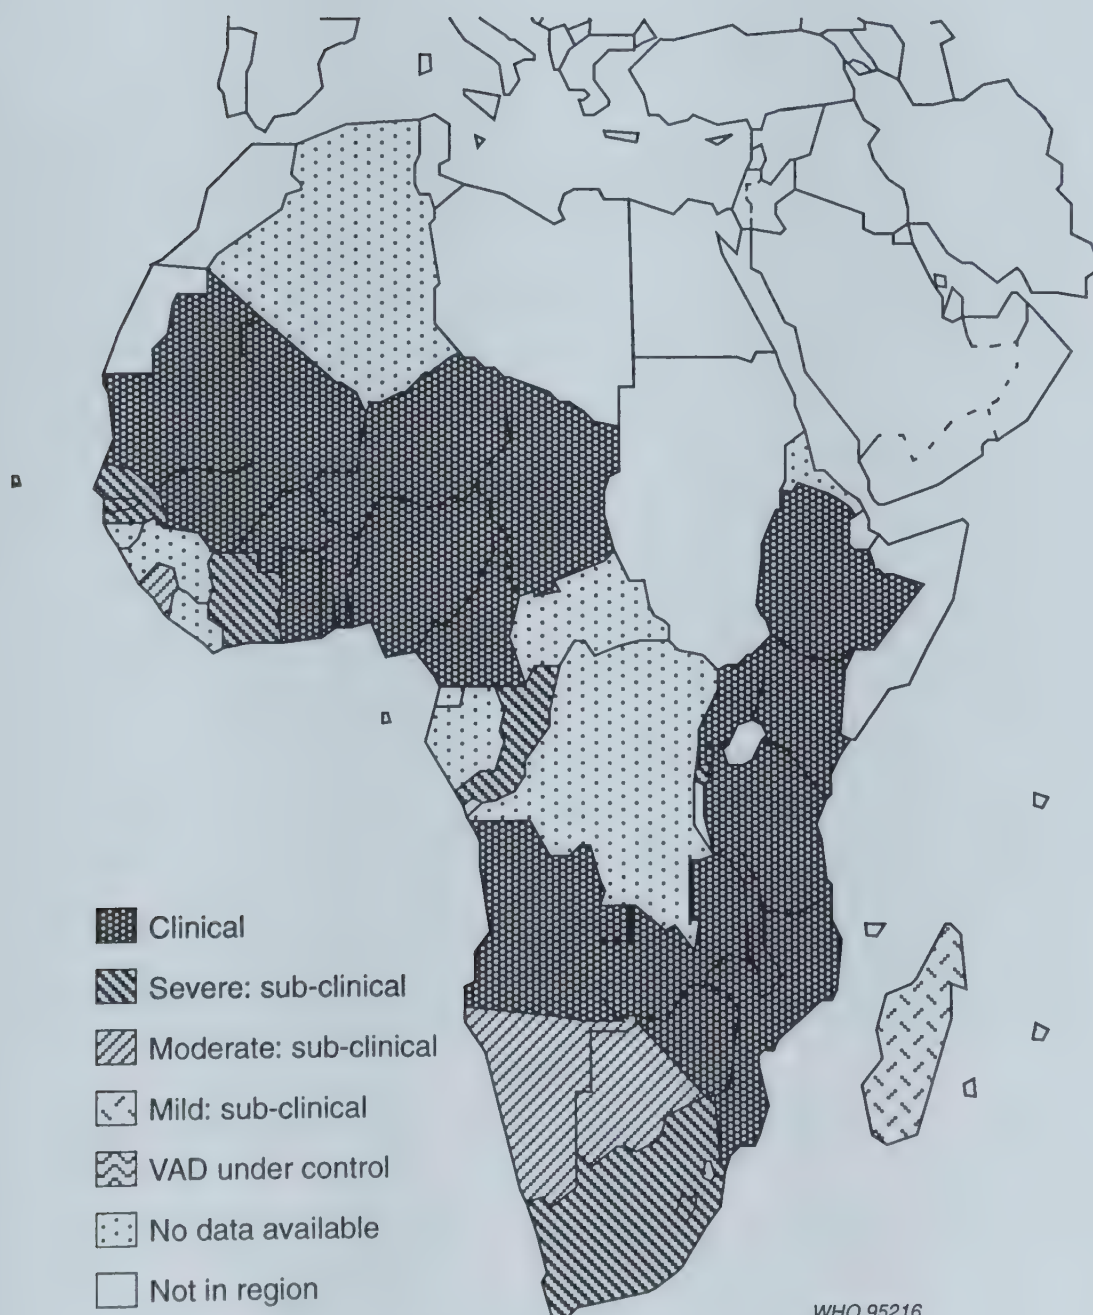 Clinical
Severe: sub-clinical
Moderate: sub-clinical
Mild: sub-clinical
VAD under control
No data available
Not in region
WHO 95216